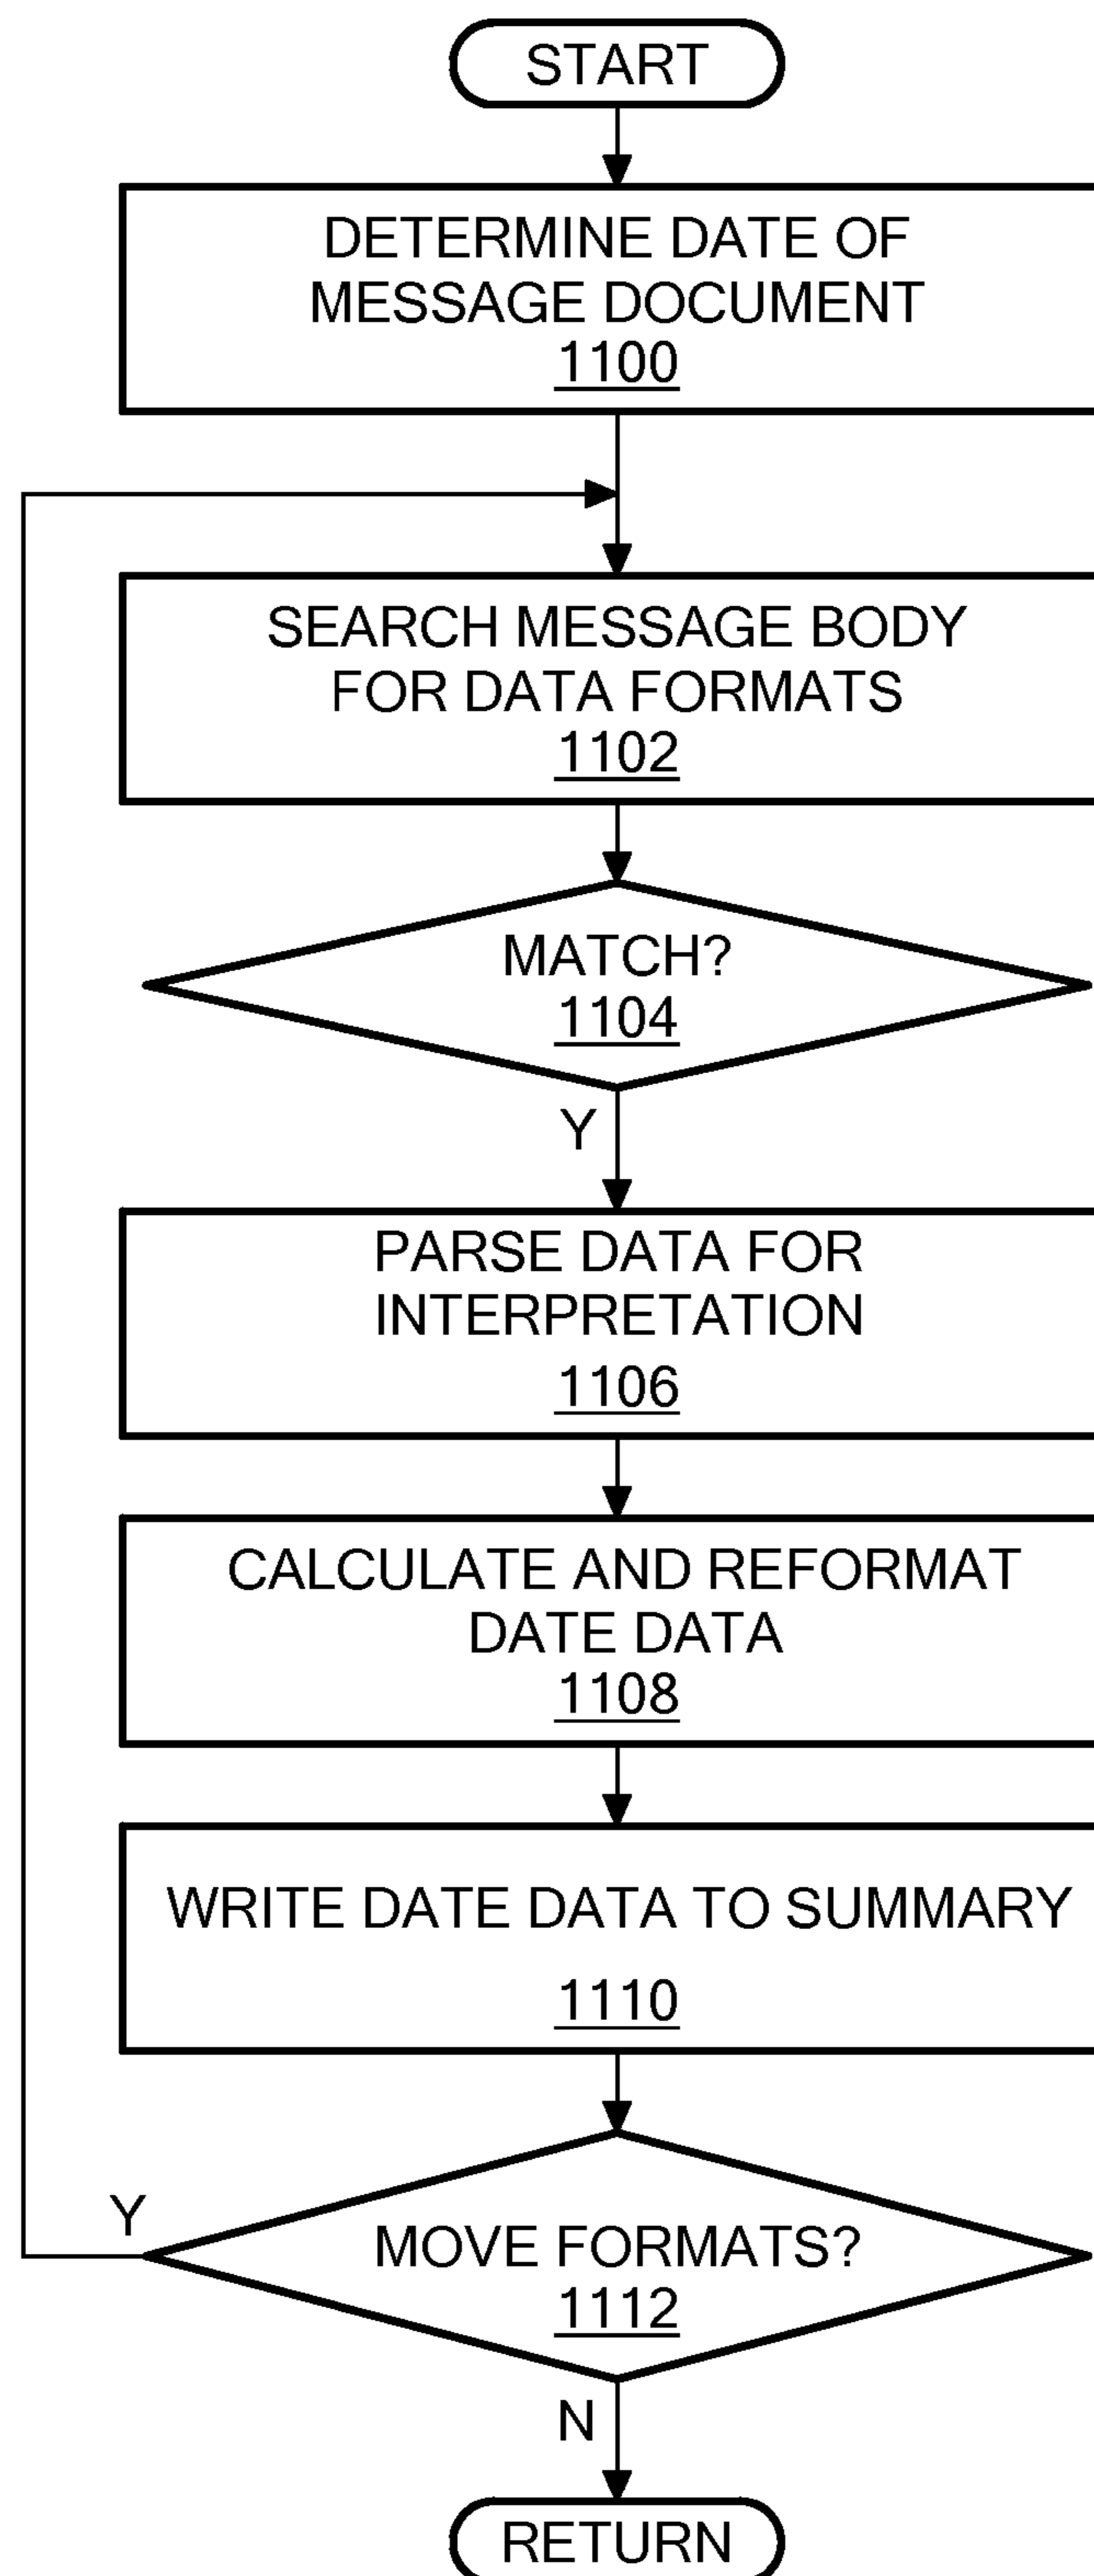 START
DETERMINE DATE OF
MESSAGE DOCUMENT
1100
SEARCH MESSAGE BODY
FOR DATA FORMATS
1102
MATCH?
1104
Y
PARSE DATA FOR
INTERPRETATION
1106
CALCULATE AND REFORMAT
DATE DATA
1108
WRITE DATE DATA TO SUMMARY
1110
Y
MOVE FORMATS?
1112
N
RETURN